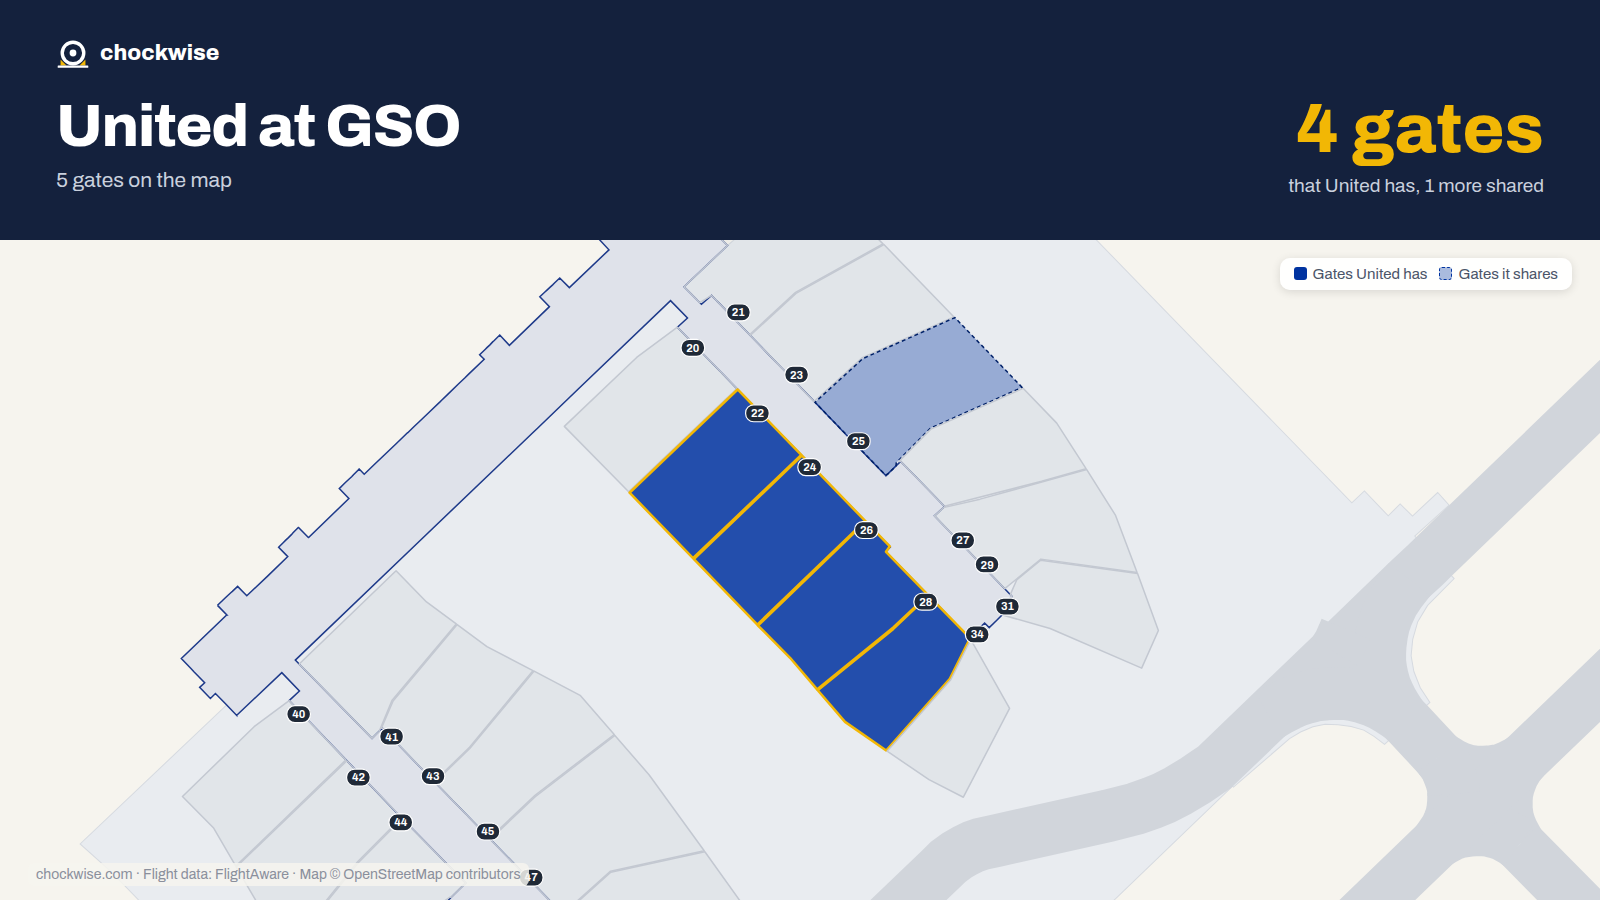 chockwise
United at GSO
5 gates on the map
4 gates
that United has, 1 more shared
Gates United has
Gates it shares
21
20
23
22
25
24
26
27
29
28
31
34
40
41
42
43
44
45
chockwise.com · Flight data: FlightAware · Map © OpenStreetMap contributors